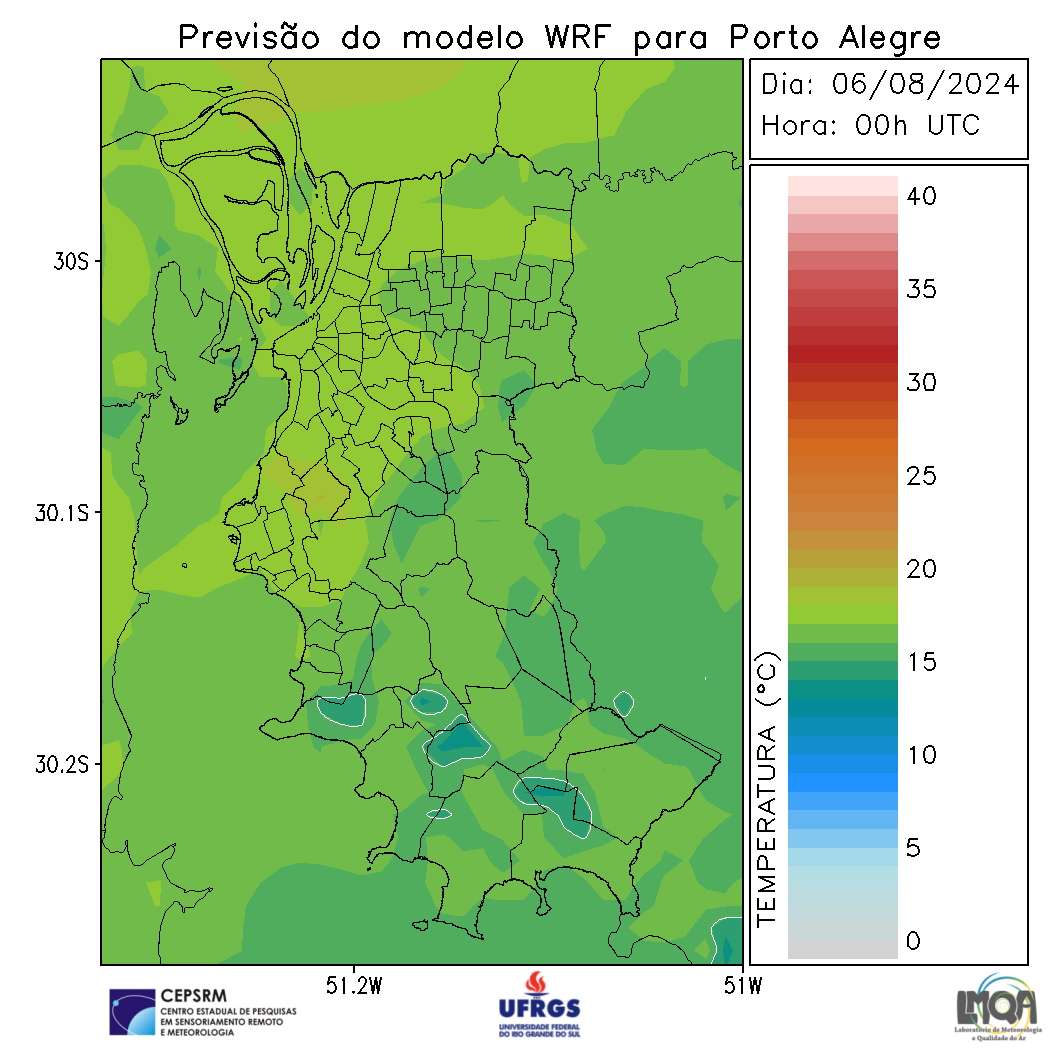 Previsão do modelo WRF para Porto Alegre
Dia: 06/08/2024
Hora: 00h UTC
40
35
30
25
20
15
10
5
0
TEMPERATURA (°C)
30S
30.1S
30.2S
51.2W
51W
CEPSRM
CENTRO ESTADUAL DE PESQUISAS
EM SENSORIAMENTO REMOTO
E METEOROLOGIA
UFRGS
UNIVERSIDADE FEDERAL
DO RIO GRANDE DO SUL
LMQA
Laboratório de Meteorologia
e Qualidade do Ar